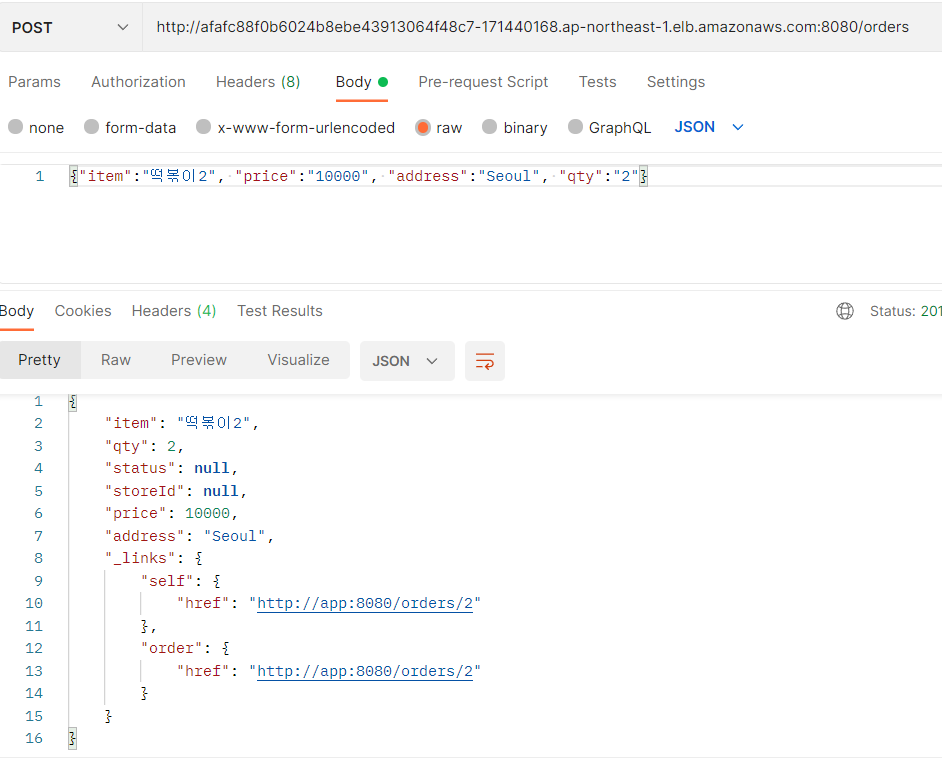 POST http://afafc88f0b6024b8ebe43913064f48c7-171440168.ap-northeast-1.elb.amazonaws.com:8080/orders
Params Authorization Headers (8) Body Pre-request Script Tests Settings
none form-data x-www-form-urlencoded raw binary GraphQL JSON
1 {"item":"떡볶이2", "price":"10000", "address":"Seoul", "qty":"2"}
Body Cookies Headers (4) Test Results Status: 201
Pretty Raw Preview Visualize JSON
1 {
2 "item": "떡볶이2",
3 "qty": 2,
4 "status": null,
5 "storeId": null,
6 "price": 10000,
7 "address": "Seoul",
8 "_links": {
9 "self": {
10 "href": "http://app:8080/orders/2"
11 },
12 "order": {
13 "href": "http://app:8080/orders/2"
14 }
15 }
16 }